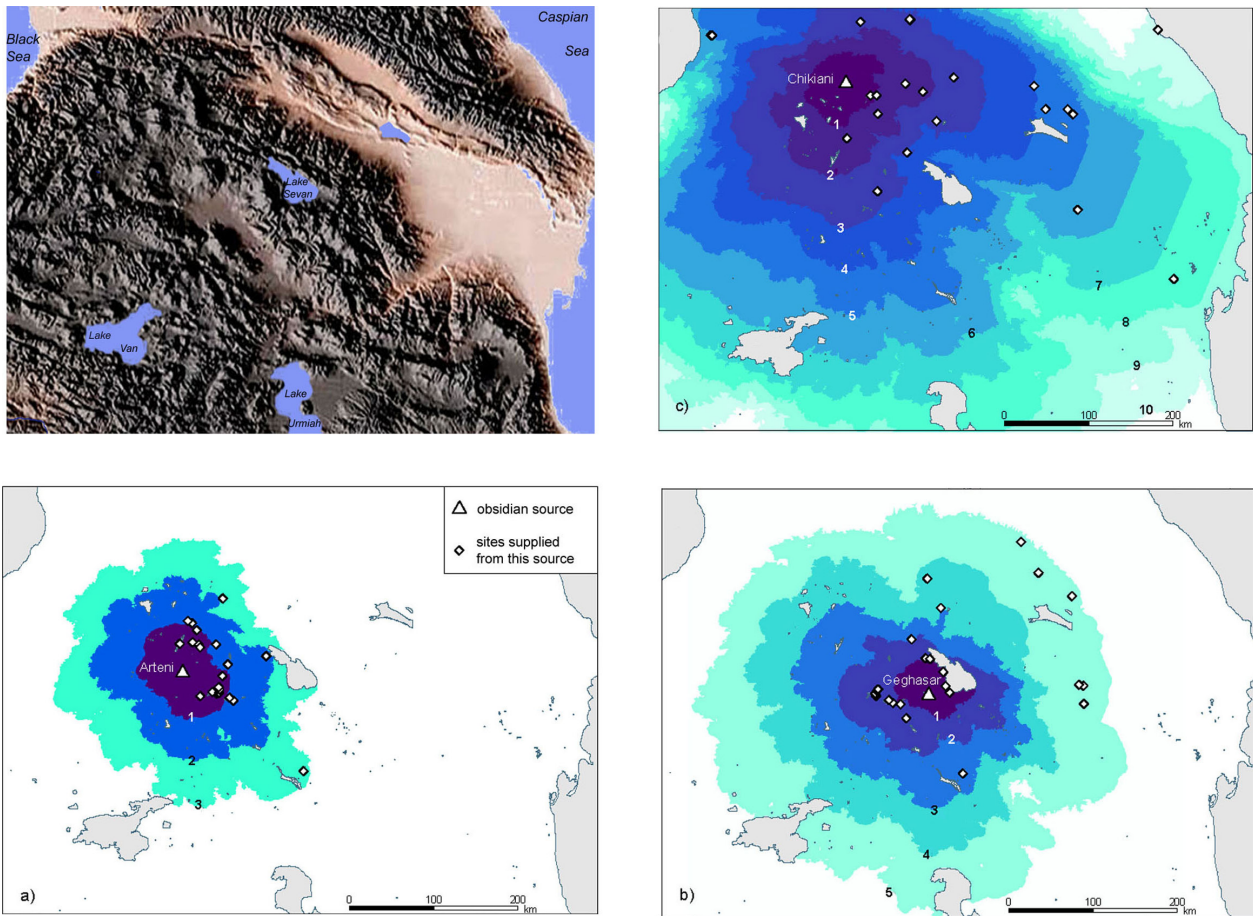 Black
Sea
Caspian
Sea
Lake
Sevan
Lake
Van
Lake
Urmiah
Chikiani
1
2
3
4
5
6
7
8
9
10
c)
0
100
200
km
obsidian source
sites supplied
from this source
Arteni
1
2
3
a)
0
100
200
km
Geghasar
1
2
3
4
5
b)
0
100
200
km